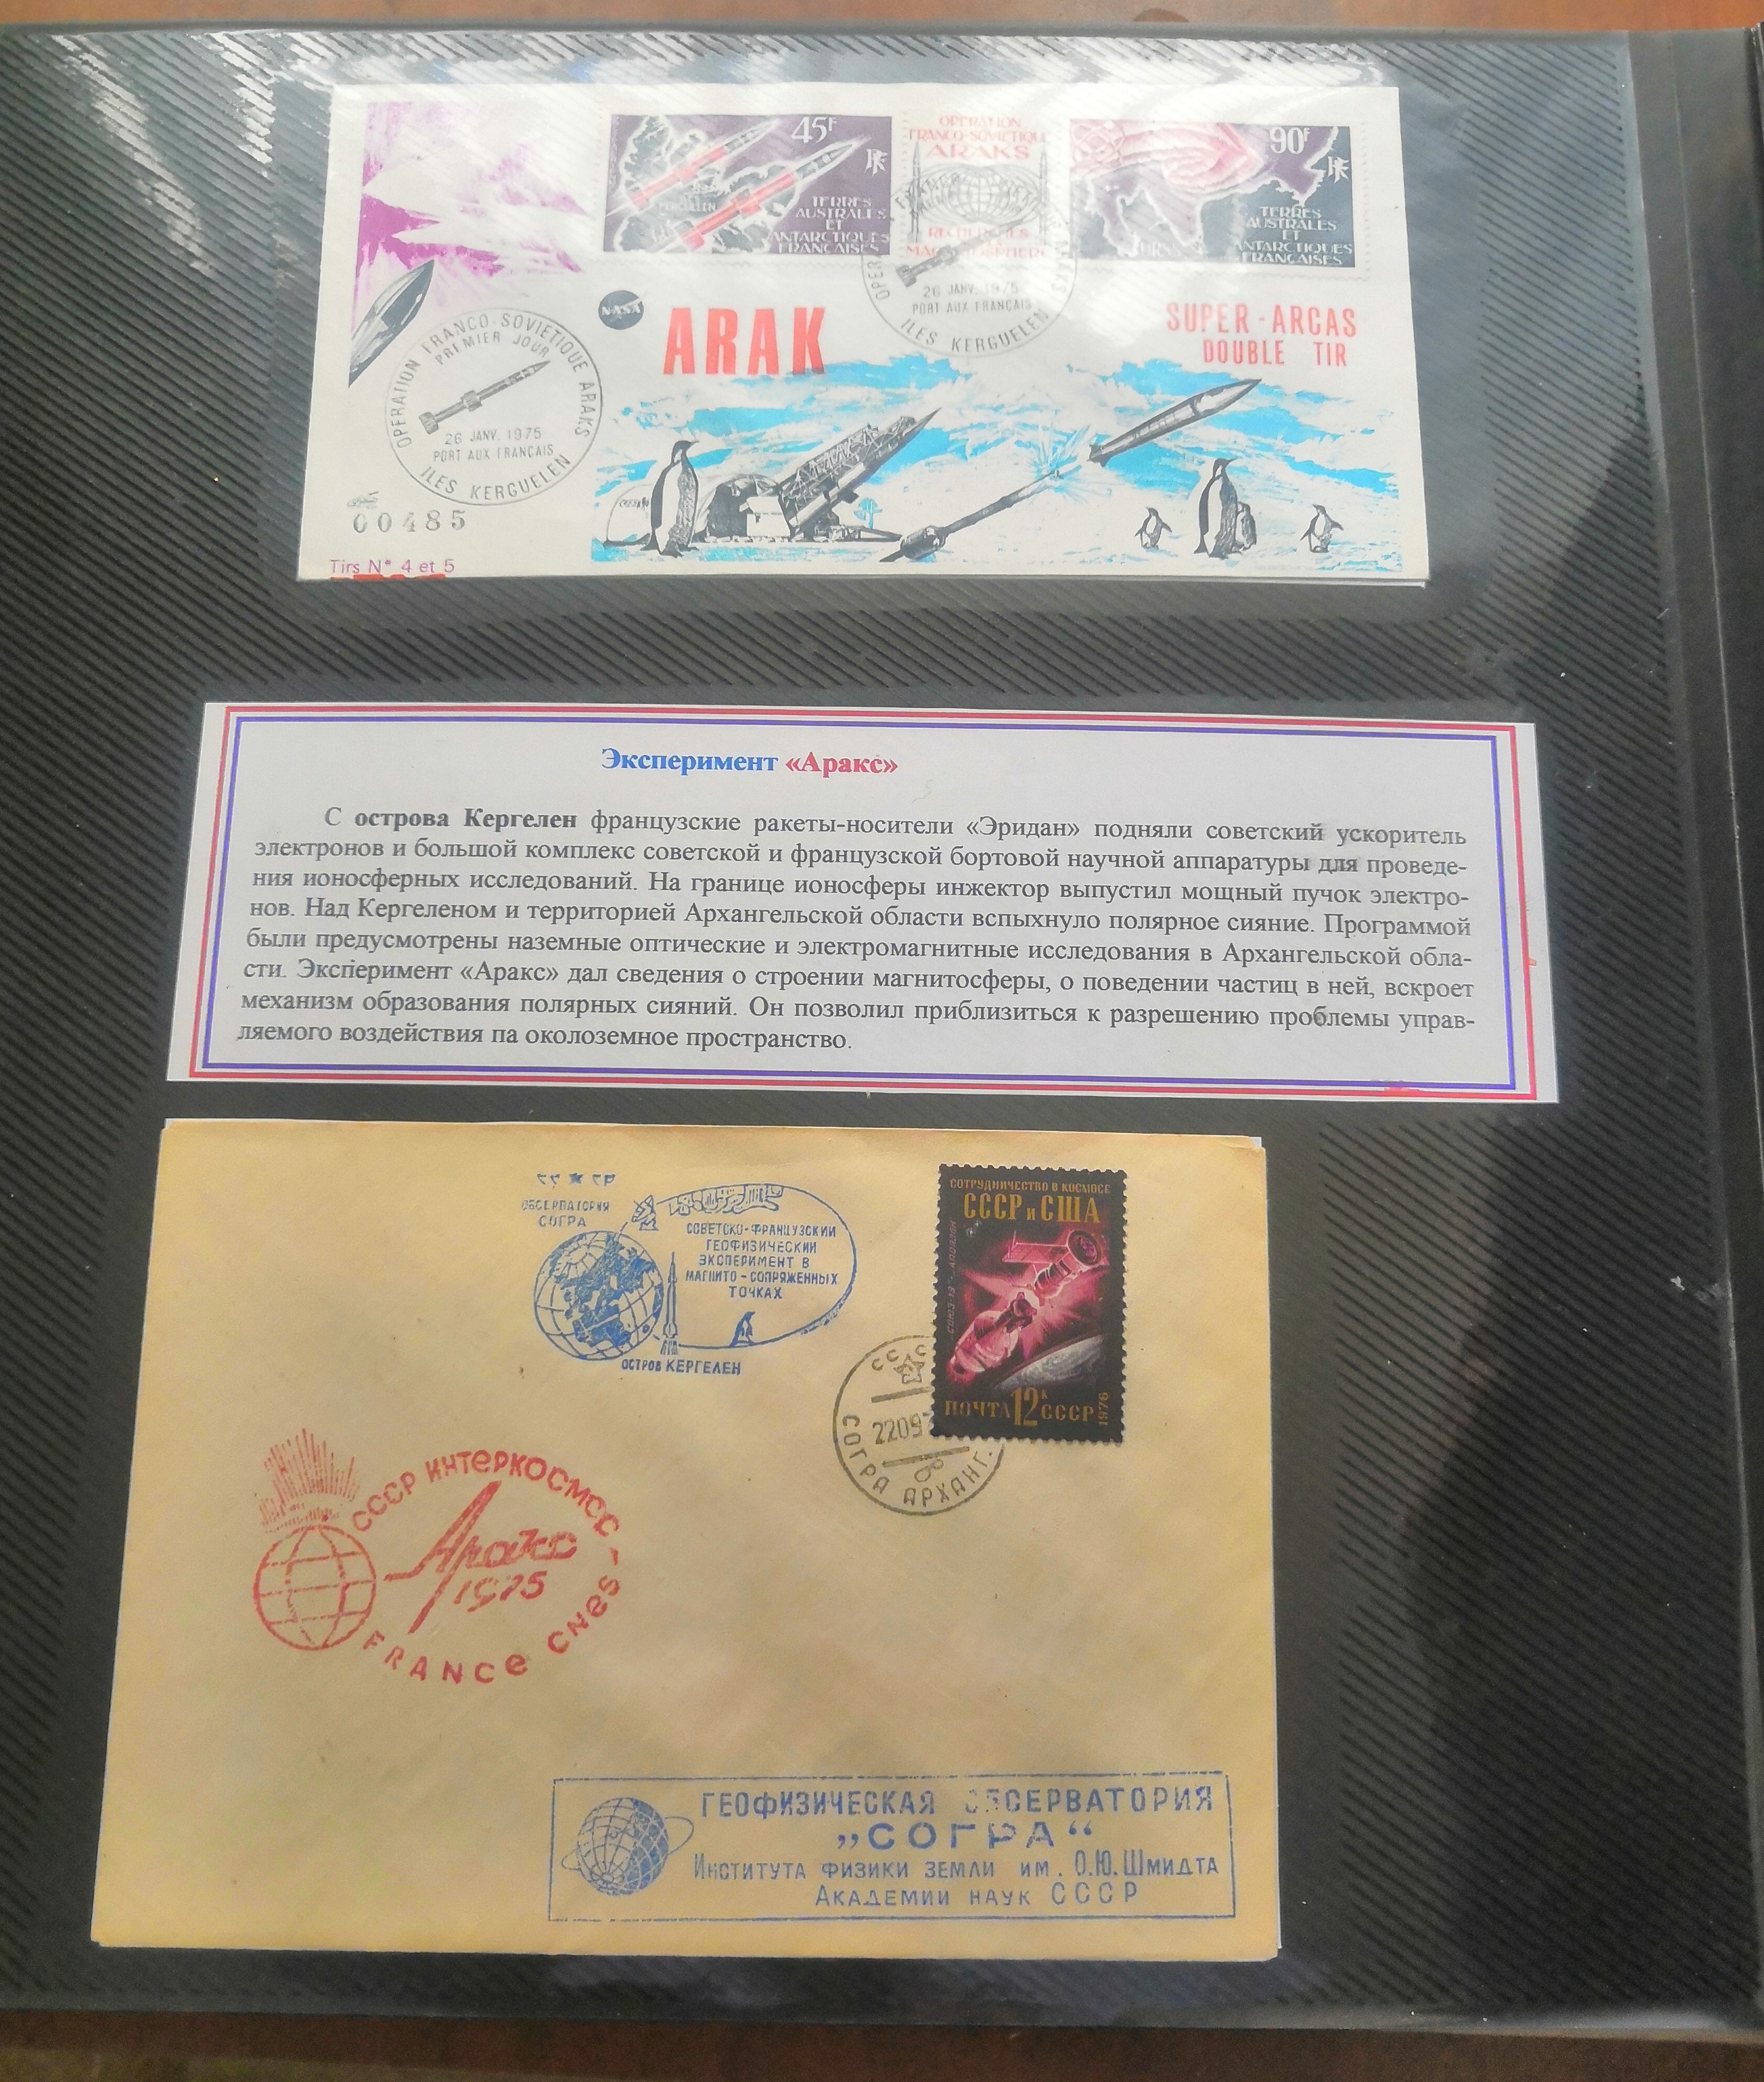 45F
RF
TERRES
AUSTRALES
ET
ANTARCTIQUES
FRANÇAISES
OPERATION
FRANCO-SOVIETIQUE
ARAKS
RECHERCHES
90F
RF
TERRES
AUSTRALES
ET
ANTARCTIQUES
FRANÇAISES
26 JANV. 1975
PORT AUX FRANÇAIS
ILES KERGUELEN
NASA
ARAK
SUPER-ARCAS
DOUBLE TIR
OPERATION FRANCO-SOVIETIQUE ARAKS
PREMIER JOUR
26 JANV. 1975
PORT AUX FRANÇAIS
ILES KERGUELEN
00485
Tirs N° 4 et 5
Эксперимент «Аракс»
С острова Кергелен французские ракеты-носители «Эридан» подняли советский ускоритель
электронов и большой комплекс советской и французской бортовой научной аппаратуры для проведе-
ния ионосферных исследований. На границе ионосферы инжектор выпустил мощный пучок электро-
нов. Над Кергеленом и территорией Архангельской области вспыхнуло полярное сияние. Программой
были предусмотрены наземные оптические и электромагнитные исследования в Архангельской обла-
сти. Эксперимент «Аракс» дал сведения о строении магнитосферы, о поведении частиц в ней, вскроет
механизм образования полярных сияний. Он позволил приблизиться к разрешению проблемы управ-
ляемого воздействия па околоземное пространство.
ОБСЕРВАТОРИЯ
СОГРА
СОВЕТСКО-ФРАНЦУЗСКИЙ
ГЕОФИЗИЧЕСКИЙ
ЭКСПЕРИМЕНТ В
МАГНИТО-СОПРЯЖЕННЫХ
ТОЧКАХ
ОСТРОВ КЕРГЕЛЕН
СОТРУДНИЧЕСТВО В КОСМОСЕ
СССР и США
ПОЧТА 12к СССР
1976
СОГРА АРХАНГ.
СССР ИНТЕРКОСМОС-
Аракс
1975
FRANCe CNeS
ГЕОФИЗИЧЕСКАЯ ОБСЕРВАТОРИЯ
„СОГРА“
Института физики земли им. О.Ю. Шмидта
Академии наук СССР